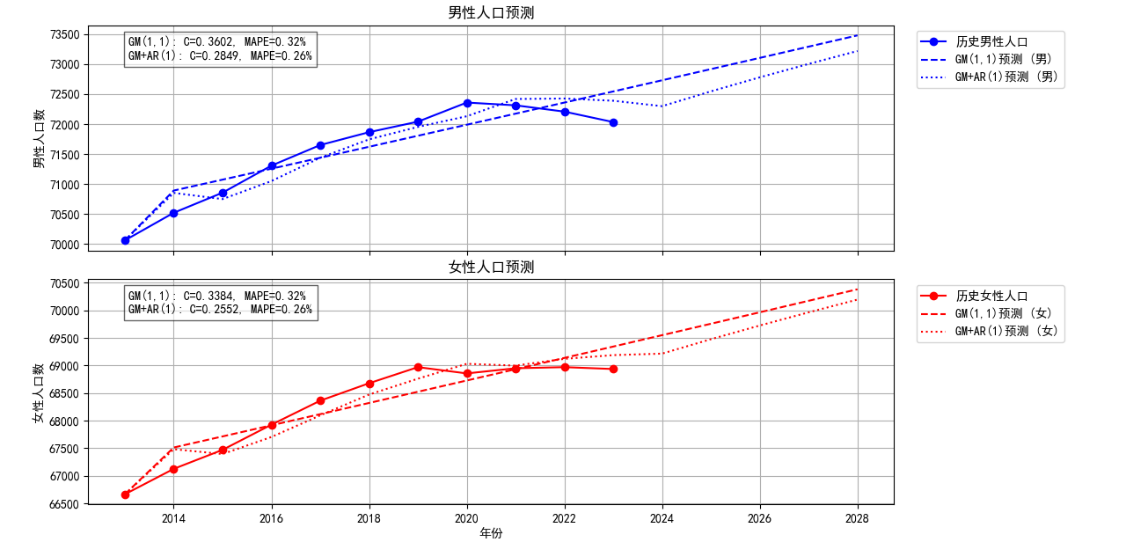 男性人口预测
73500
73000
72500
72000
71500
71000
70500
70000
男性人口数
GM(1,1): C=0.3602, MAPE=0.32%
GM+AR(1): C=0.2849, MAPE=0.26%
历史男性人口
GM(1,1)预测 (男)
GM+AR(1)预测 (男)
女性人口预测
70500
70000
69500
69000
68500
68000
67500
67000
66500
女性人口数
GM(1,1): C=0.3384, MAPE=0.32%
GM+AR(1): C=0.2552, MAPE=0.26%
历史女性人口
GM(1,1)预测 (女)
GM+AR(1)预测 (女)
2014 2016 2018 2020 2022 2024 2026 2028
年份